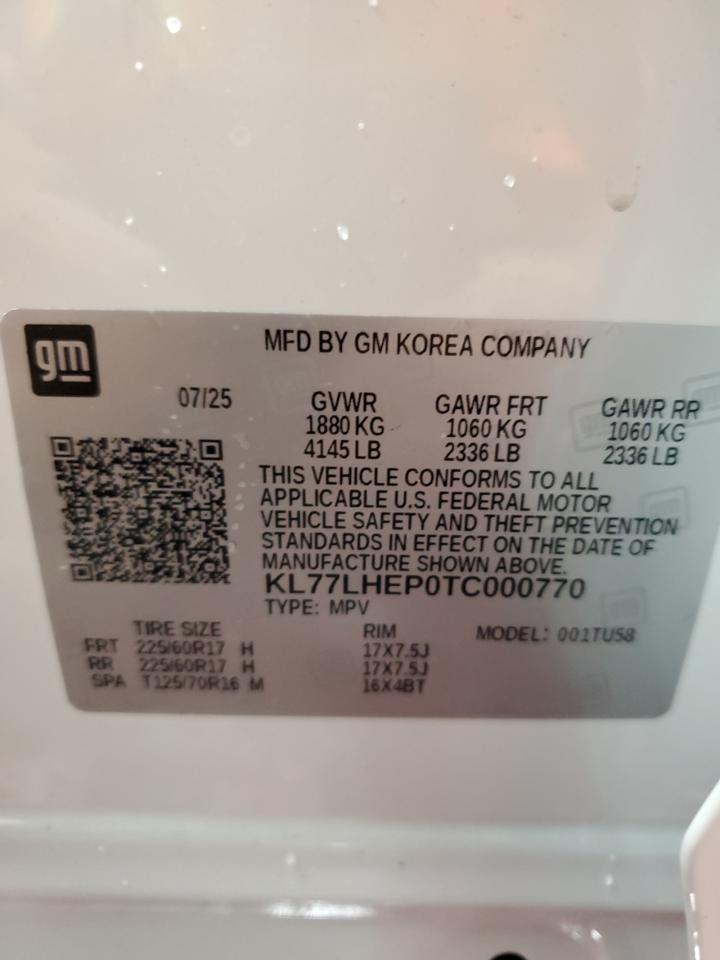 gm
MFD BY GM KOREA COMPANY
07/25
GVWR
1880 KG
4145 LB
GAWR FRT
1060 KG
2336 LB
GAWR RR
1060 KG
2336 LB
THIS VEHICLE CONFORMS TO ALL
APPLICABLE U.S. FEDERAL MOTOR
VEHICLE SAFETY AND THEFT PREVENTION
STANDARDS IN EFFECT ON THE DATE OF
MANUFACTURE SHOWN ABOVE.
KL77LHEP0TC000770
TYPE: MPV
TIRE SIZE RIM MODEL: 001TU58
FRT 225/60R17 H 17X7.5J
RR 225/60R17 H 17X7.5J
SPA T125/70R16 M 16X4BT